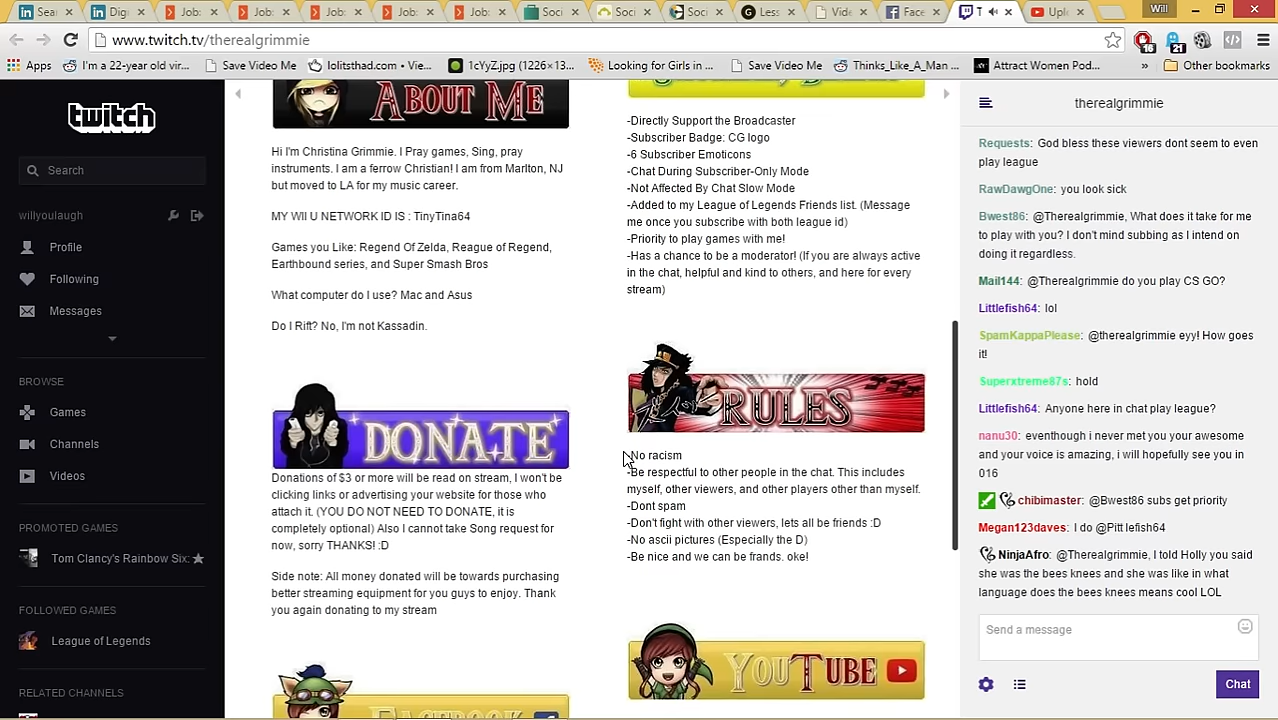 Sear
Digi
Job:
Job:
Job:
Job:
Job:
Soci
Soci
Soci
Less
Vide
Face
T
Uplo
Will
www.twitch.tv/therealgrimmie
16
21
Apps
I'm a 22-year old vir...
Save Video Me
lolitsthad.com • Vie...
1cYyZ.jpg (1226×13...
Looking for Girls in ...
Save Video Me
Thinks_Like_A_Man ...
Attract Women Pod...
»
Other bookmarks
twitch
Search
willyoulaugh
Profile
Following
Messages
BROWSE
Games
Channels
Videos
PROMOTED GAMES
Tom Clancy's Rainbow Six:
FOLLOWED GAMES
League of Legends
RELATED CHANNELS
ABOUT ME
Hi I'm Christina Grimmie. I Pray games, Sing, pray
instruments. I am a ferrow Christian! I am from Marlton, NJ
but moved to LA for my music career.
MY WII U NETWORK ID IS : TinyTina64
Games you Like: Regend Of Zelda, Reague of Regend,
Earthbound series, and Super Smash Bros
What computer do I use? Mac and Asus
Do I Rift? No, I'm not Kassadin.
DONATE
Donations of $3 or more will be read on stream, I won't be
clicking links or advertising your website for those who
attach it. (YOU DO NOT NEED TO DONATE, it is
completely optional) Also I cannot take Song request for
now, sorry THANKS! :D
Side note: All money donated will be towards purchasing
better streaming equipment for you guys to enjoy. Thank
you again donating to my stream
FACEBOOK
-Directly Support the Broadcaster
-Subscriber Badge: CG logo
-6 Subscriber Emoticons
-Chat During Subscriber-Only Mode
-Not Affected By Chat Slow Mode
-Added to my League of Legends Friends list. (Message
me once you subscribe with both league id)
-Priority to play games with me!
-Has a chance to be a moderator! (If you are always active
in the chat, helpful and kind to others, and here for every
stream)
RULES
-No racism
-Be respectful to other people in the chat. This includes
myself, other viewers, and other players other than myself.
-Dont spam
-Don't fight with other viewers, lets all be friends :D
-No ascii pictures (Especially the D)
-Be nice and we can be frands. oke!
YOUTUBE
therealgrimmie
Requests: God bless these viewers dont seem to even
play league
RawDawgOne: you look sick
Bwest86: @Therealgrimmie, What does it take for me
to play with you? I don't mind subbing as I intend on
doing it regardless.
Mail144: @Therealgrimmie do you play CS GO?
Littlefish64: lol
SpamKappaPlease: @therealgrimmie eyy! How goes
it!
Superxtreme87s: hold
Littlefish64: Anyone here in chat play league?
nanu30: eventhough i never met you your awesome
and your voice is amazing, i will hopefully see you in
016
chibimaster: @Bwest86 subs get priority
Megan123daves: I do @Pitt lefish64
NinjaAfro: @Therealgrimmie, I told Holly you said
she was the bees knees and she was like in what
language does the bees knees means cool LOL
Send a message
Chat